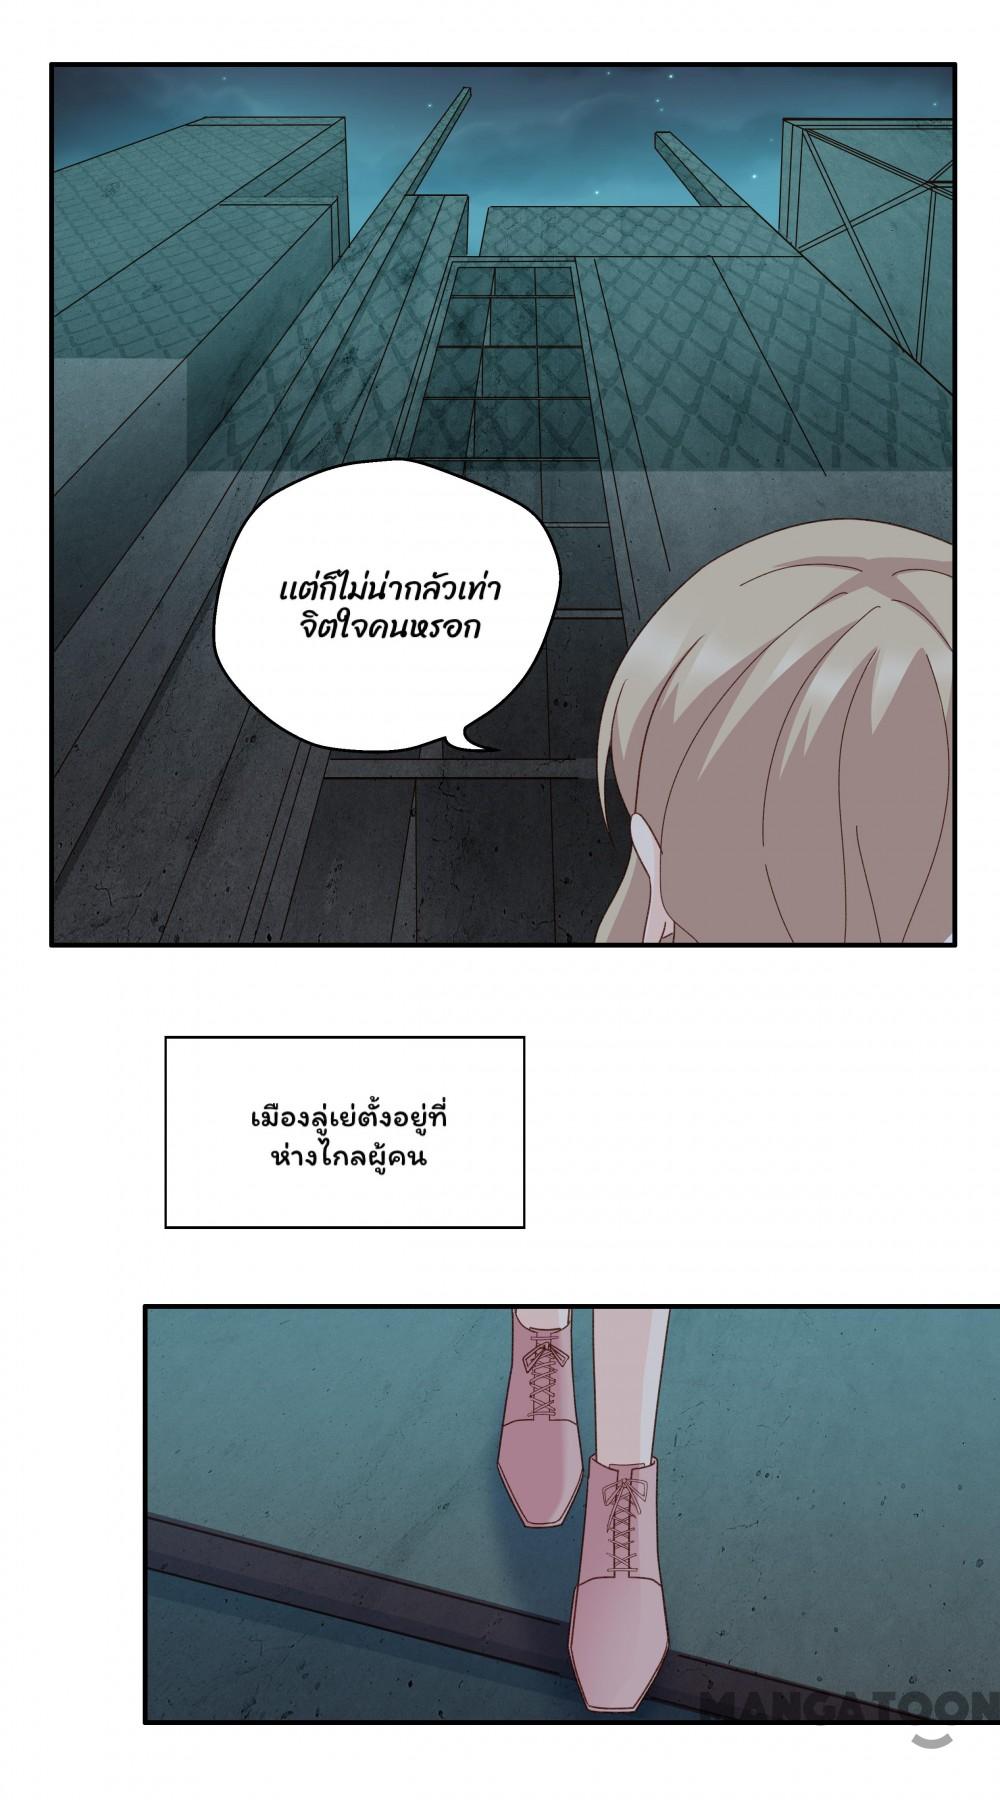 แต่ก็ไม่น่ากลัวเท่า
จิตใจคนหรอก
เมืองลู่เย่ตั้งอยู่ที่
ห่างไกลผู้คน
MANGATOON